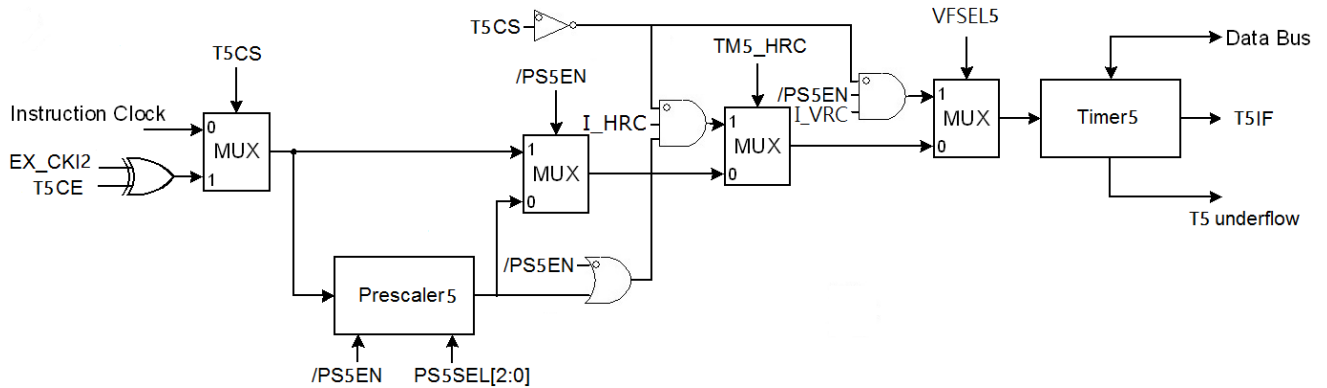 T5CS
VFSEL5
T5CS
TM5_HRC
/PS5EN
Data Bus
Instruction Clock
0
MUX
1
EX_CKI2
T5CE
1
MUX
0
I_HRC
1
MUX
0
/PS5EN
I_VRC
1
MUX
0
Timer5
T5IF
T5 underflow
/PS5EN
Prescaler5
/PS5EN
PS5SEL[2:0]